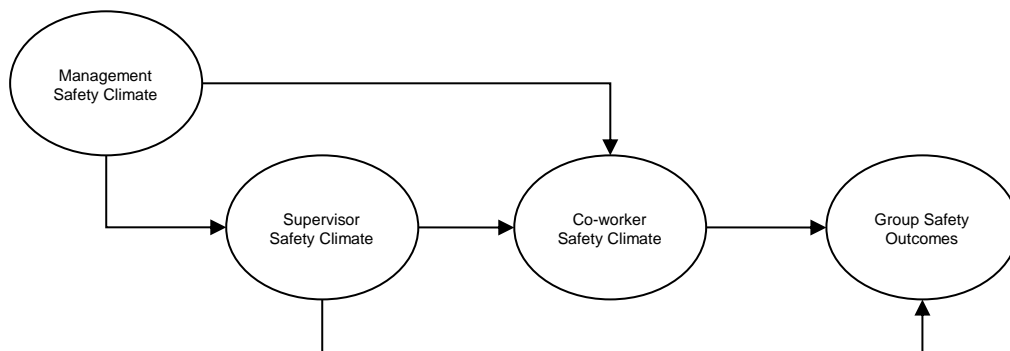 Management
Safety Climate
Supervisor
Safety Climate
Co-worker
Safety Climate
Group Safety
Outcomes